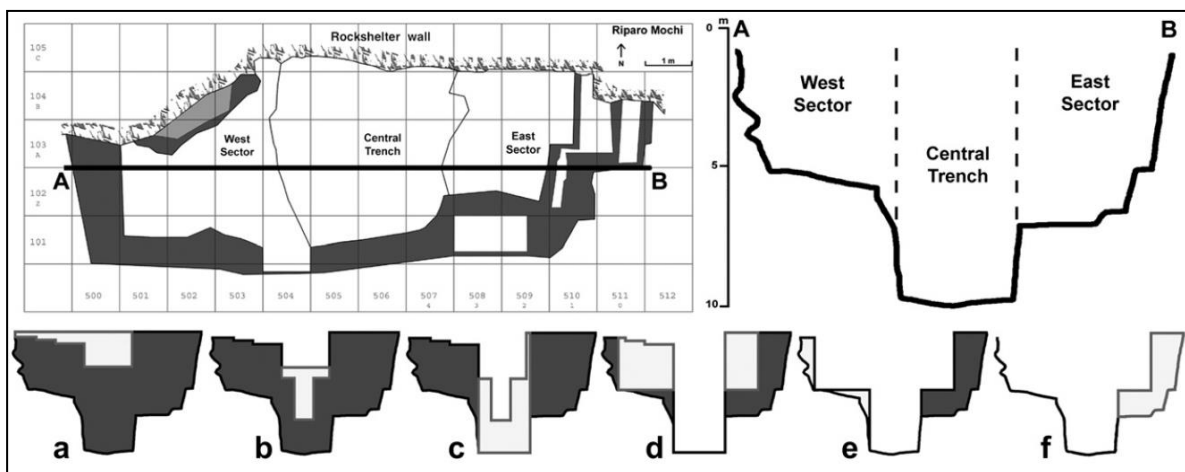 Rockshelter wall
Riparo Mochi
N
1 m
105
C
104
B
103
A
102
2
101
West
Sector
Central
Trench
East
Sector
A
B
500 501 502 503 504 505 506 507 508 509 510 511 512
4 3 2 1 0
0 m
5
10
A
B
West
Sector
Central
Trench
East
Sector
a b c d e f